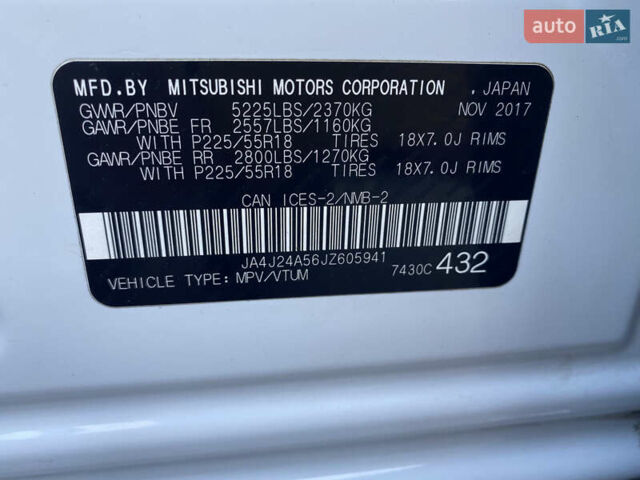 auto RIA.com
MFD.BY MITSUBISHI MOTORS CORPORATION . JAPAN
GVWR/PNBV 5225LBS/2370KG NOV 2017
GAWR/PNBE FR 2557LBS/1160KG
WITH P225/55R18 TIRES 18X7.0J RIMS
GAWR/PNBE RR 2800LBS/1270KG
WITH P225/55R18 TIRES 18X7.0J RIMS
CAN ICES-2/NMB-2
JA4J24A56JZ605941
VEHICLE TYPE: MPV/VTUM 7430C 432